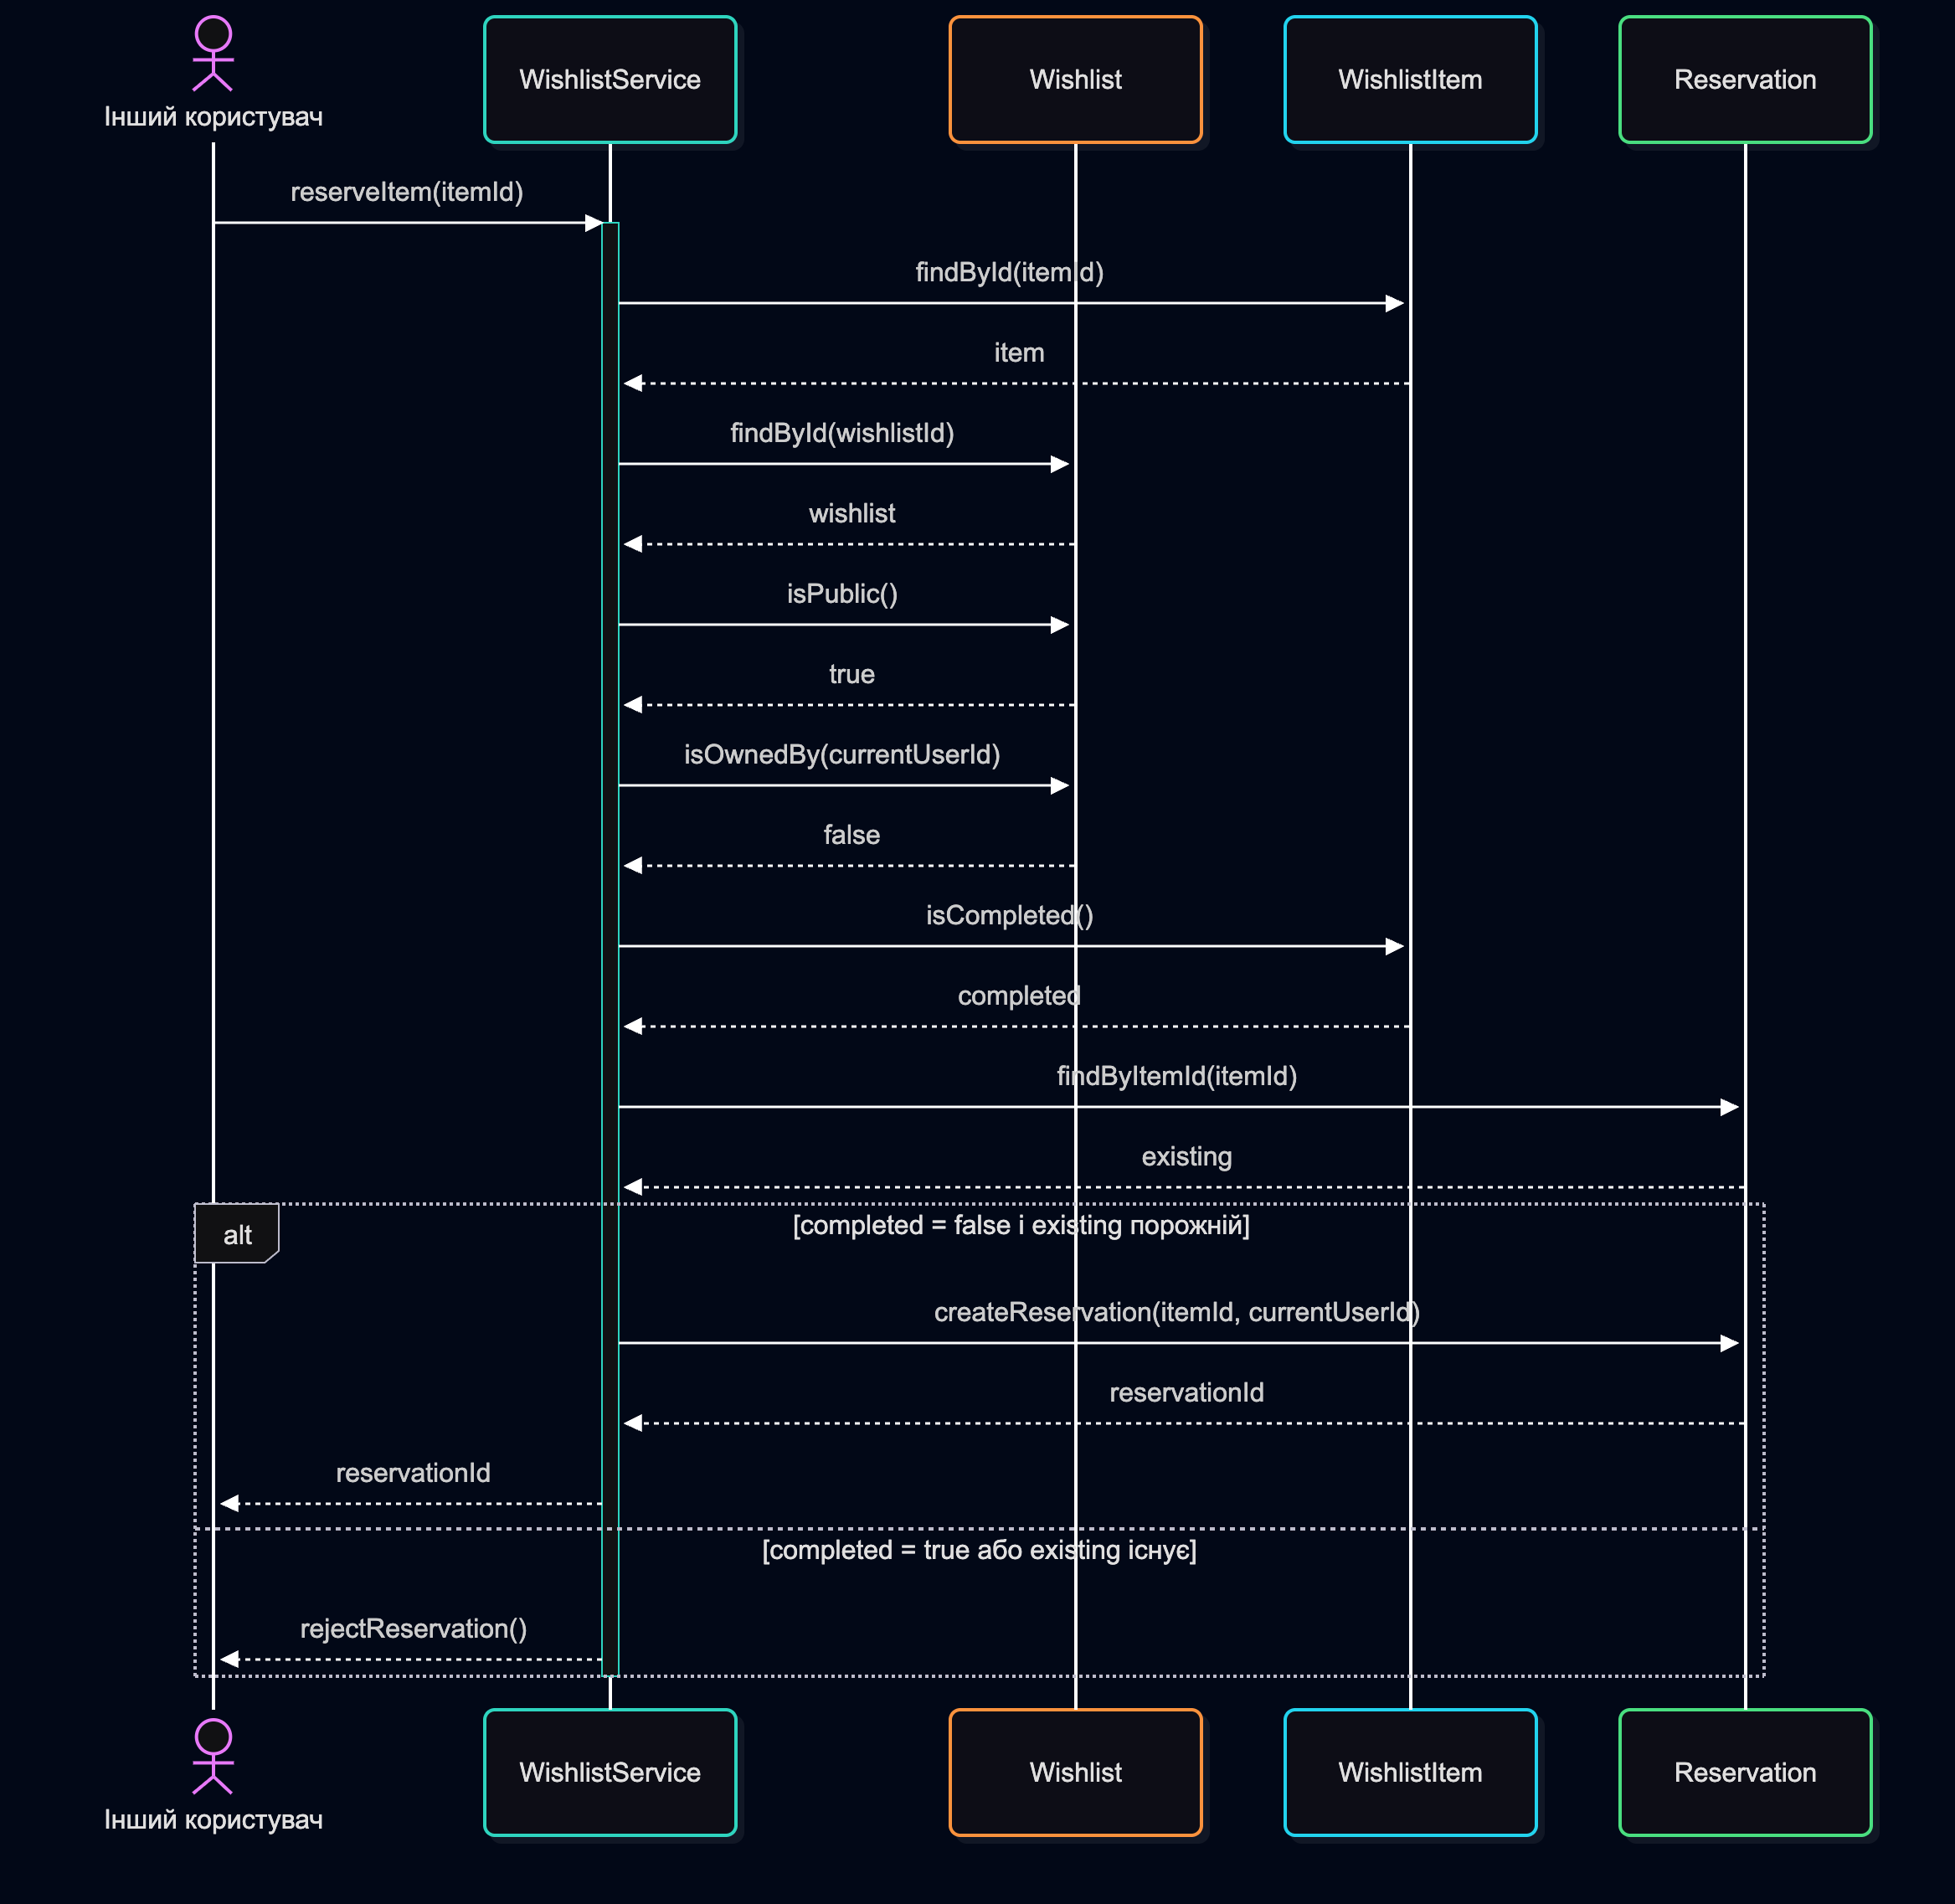 Інший користувач
WishlistService
Wishlist
WishlistItem
Reservation
reserveItem(itemId)
findById(itemId)
item
findById(wishlistId)
wishlist
isPublic()
true
isOwnedBy(currentUserId)
false
isCompleted()
completed
findByItemId(itemId)
existing
alt
[completed = false і existing порожній]
createReservation(itemId, currentUserId)
reservationId
reservationId
[completed = true або existing існує]
rejectReservation()
Інший користувач
WishlistService
Wishlist
WishlistItem
Reservation